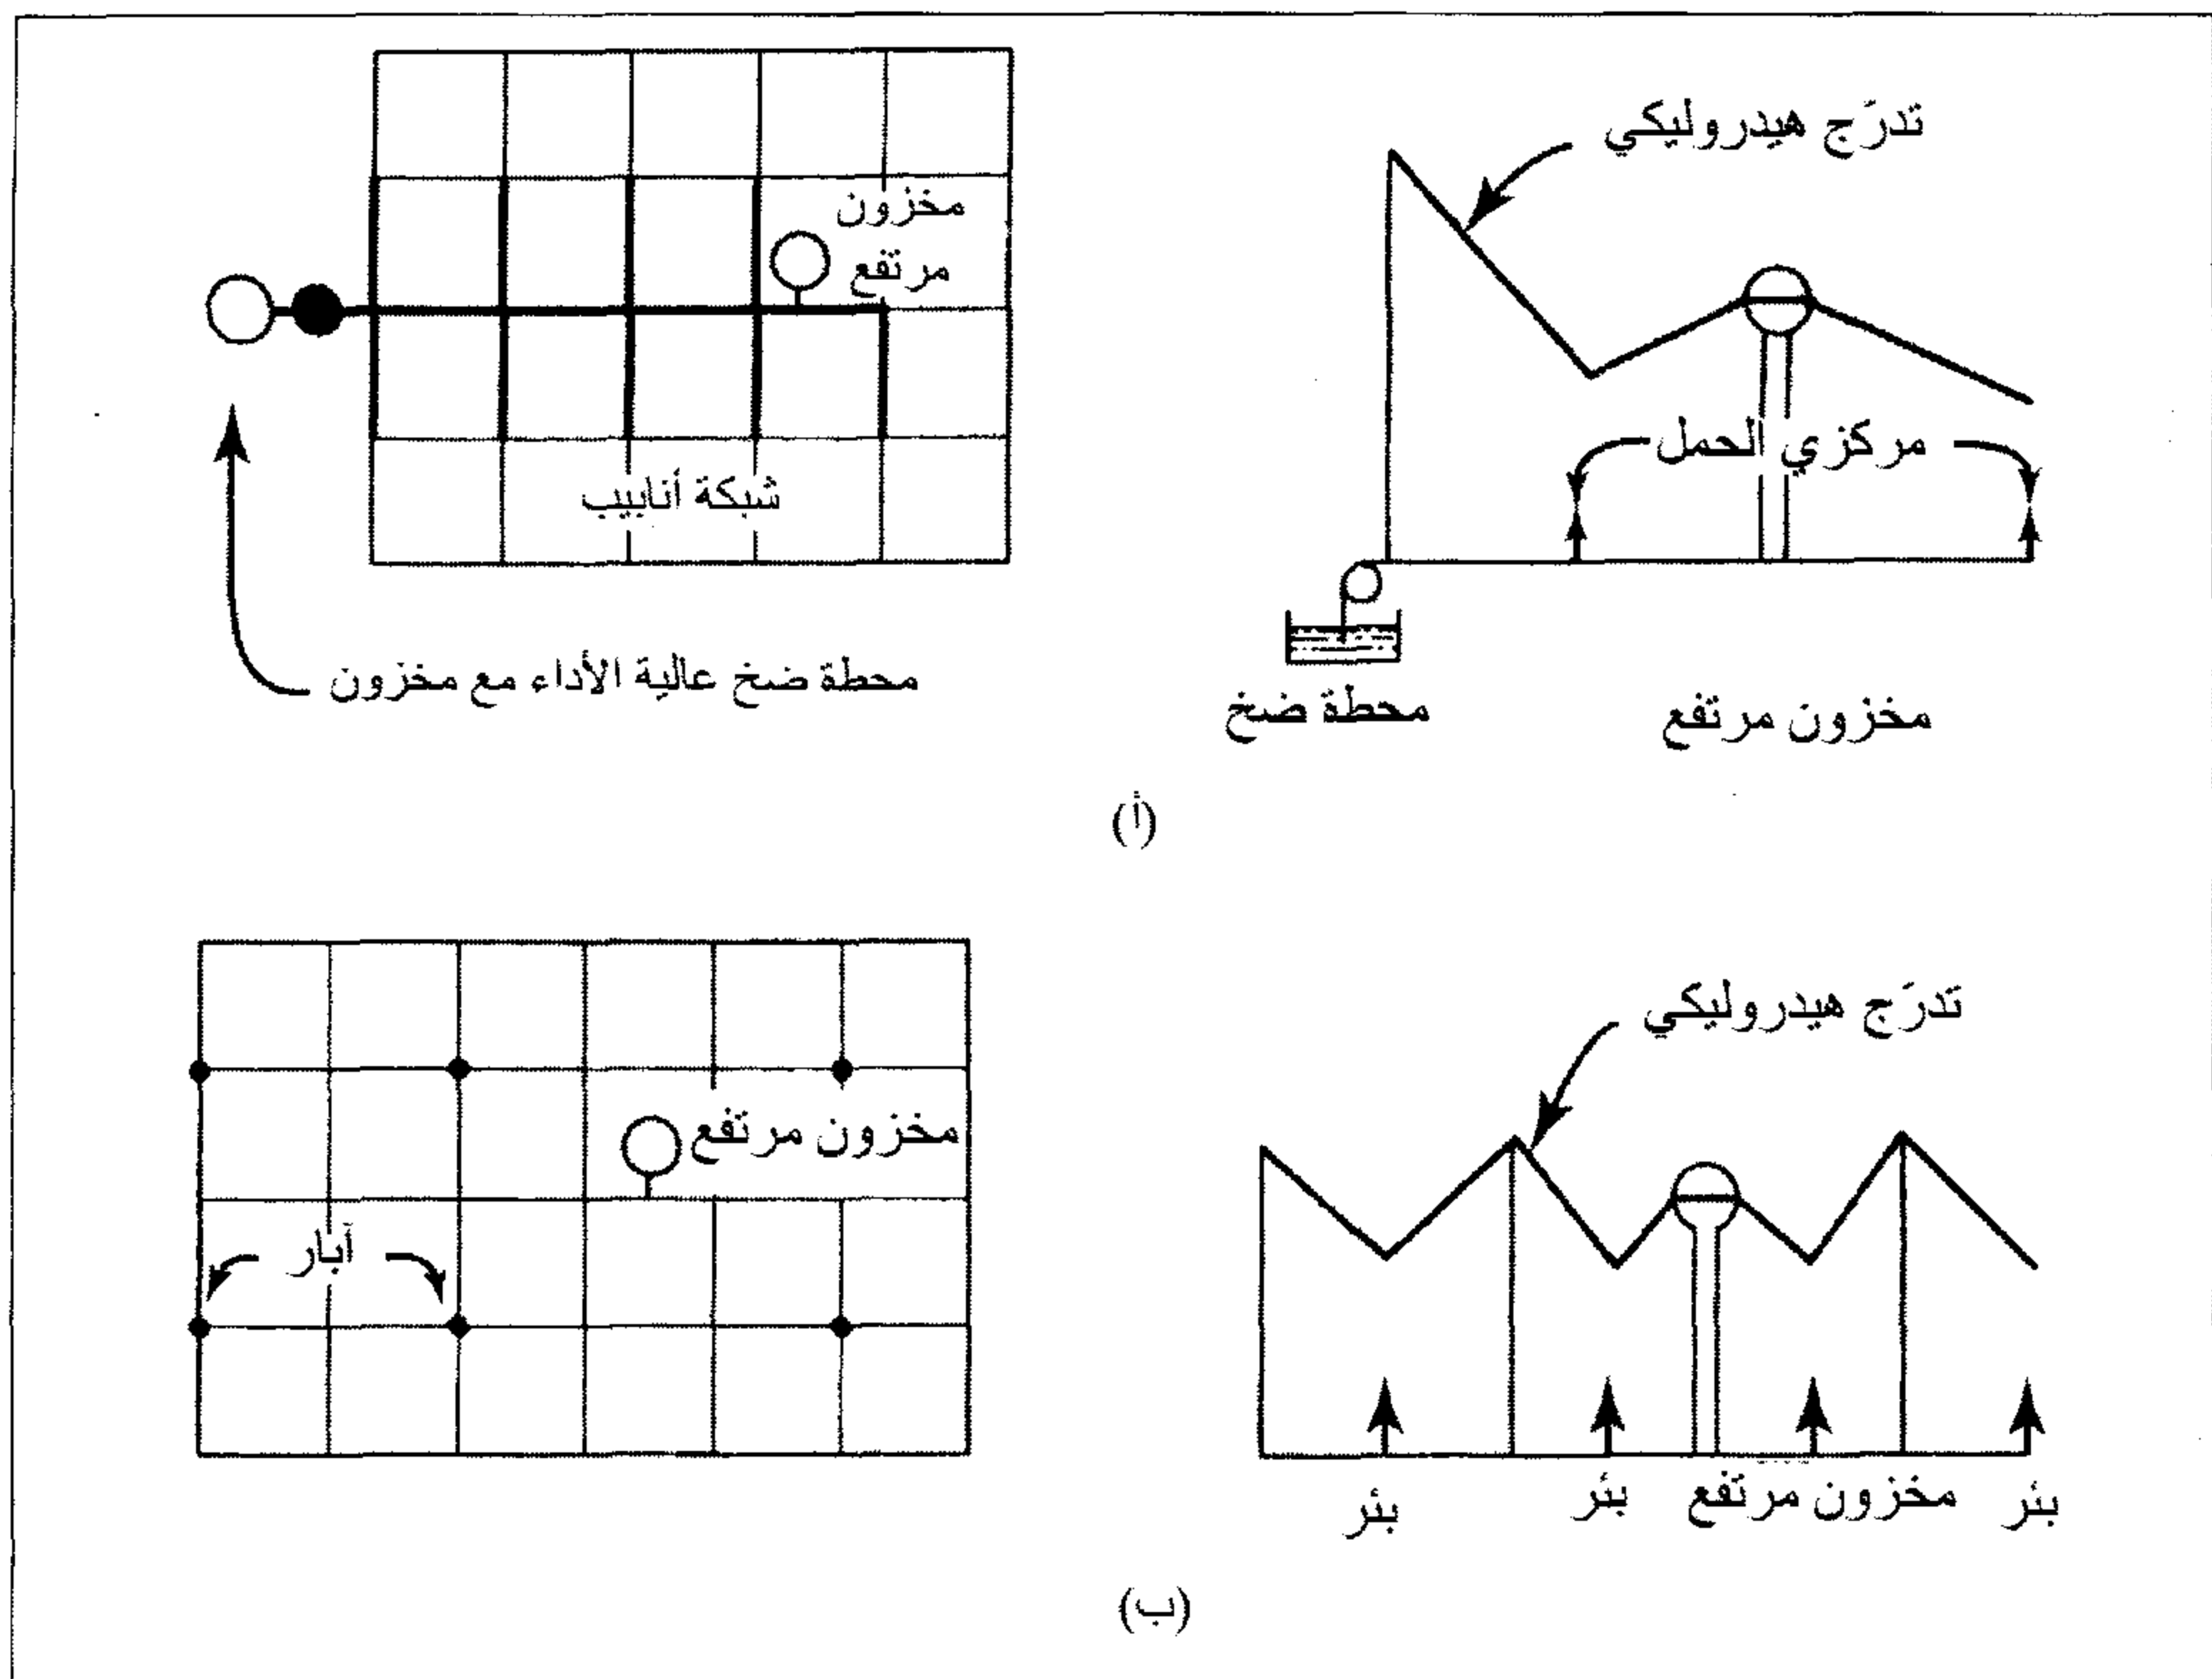 تدرّج هيدروليكي
مخزون
مرتفع
مركزي الحمل
شبكة أنابيب
محطة ضخ عالية الأداء مع مخزون
مخزون مرتفع
محطة ضخ
(أ)
تدرّج هيدروليكي
مخزون مرتفع
آبار
بئر
مخزون مرتفع
بئر
بئر
(ب)